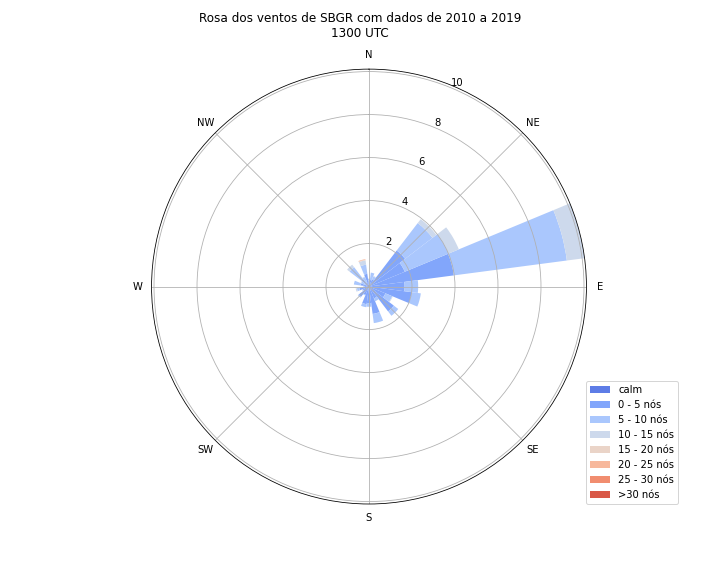 Rosa dos ventos de SBGR com dados de 2010 a 2019
1300 UTC
N
NW
NE
10
8
6
4
2
W
E
SW
SE
S
calm
0 - 5 nós
5 - 10 nós
10 - 15 nós
15 - 20 nós
20 - 25 nós
25 - 30 nós
>30 nós